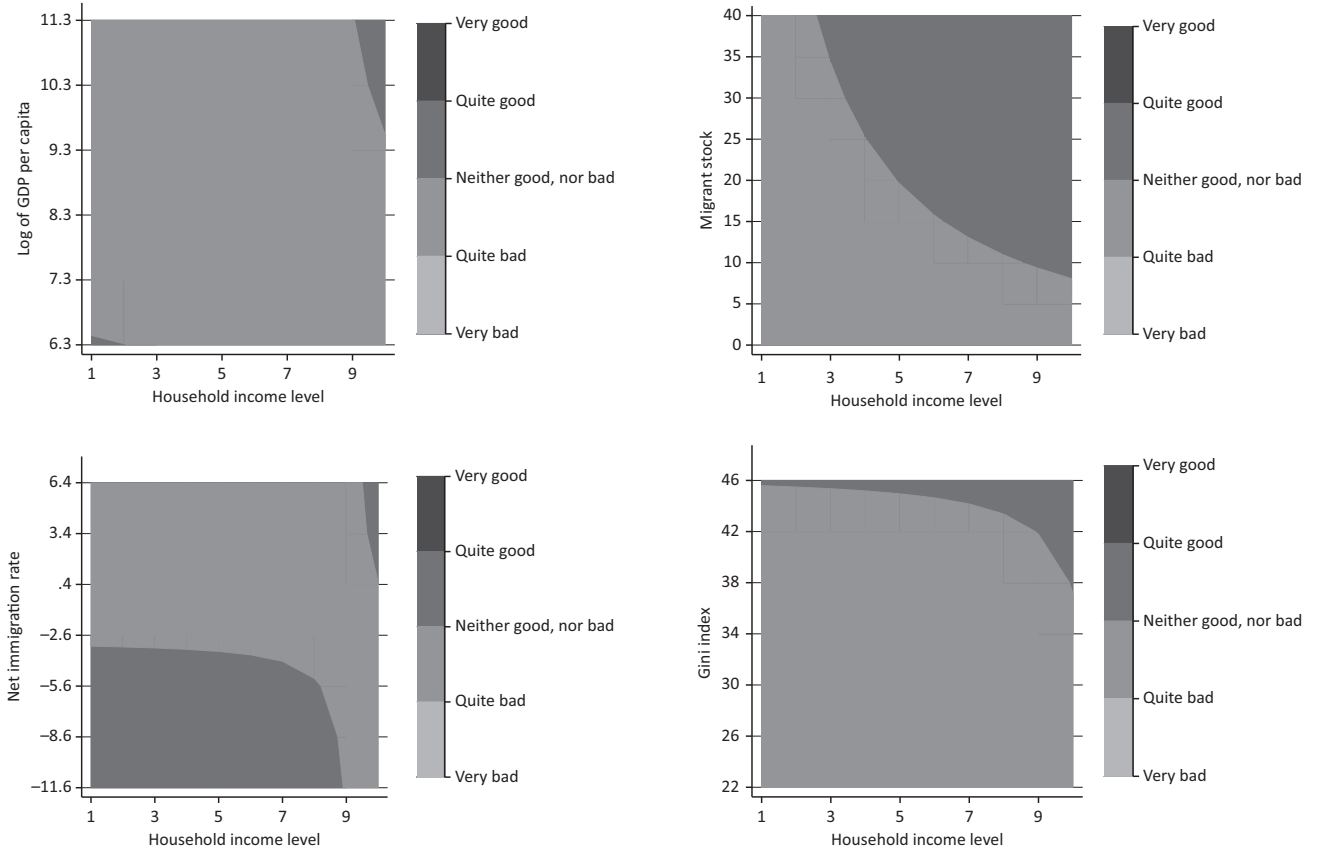 Log of GDP per capita
11.3
10.3
9.3
8.3
7.3
6.3
1 3 5 7 9
Household income level
Very good
Quite good
Neither good, nor bad
Quite bad
Very bad
Migrant stock
40
35
30
25
20
15
10
5
0
1 3 5 7 9
Household income level
Very good
Quite good
Neither good, nor bad
Quite bad
Very bad
Net immigration rate
6.4
3.4
.4
−2.6
−5.6
−8.6
−11.6
1 3 5 7 9
Household income level
Very good
Quite good
Neither good, nor bad
Quite bad
Very bad
Gini index
46
42
38
34
30
26
22
1 3 5 7 9
Household income level
Very good
Quite good
Neither good, nor bad
Quite bad
Very bad